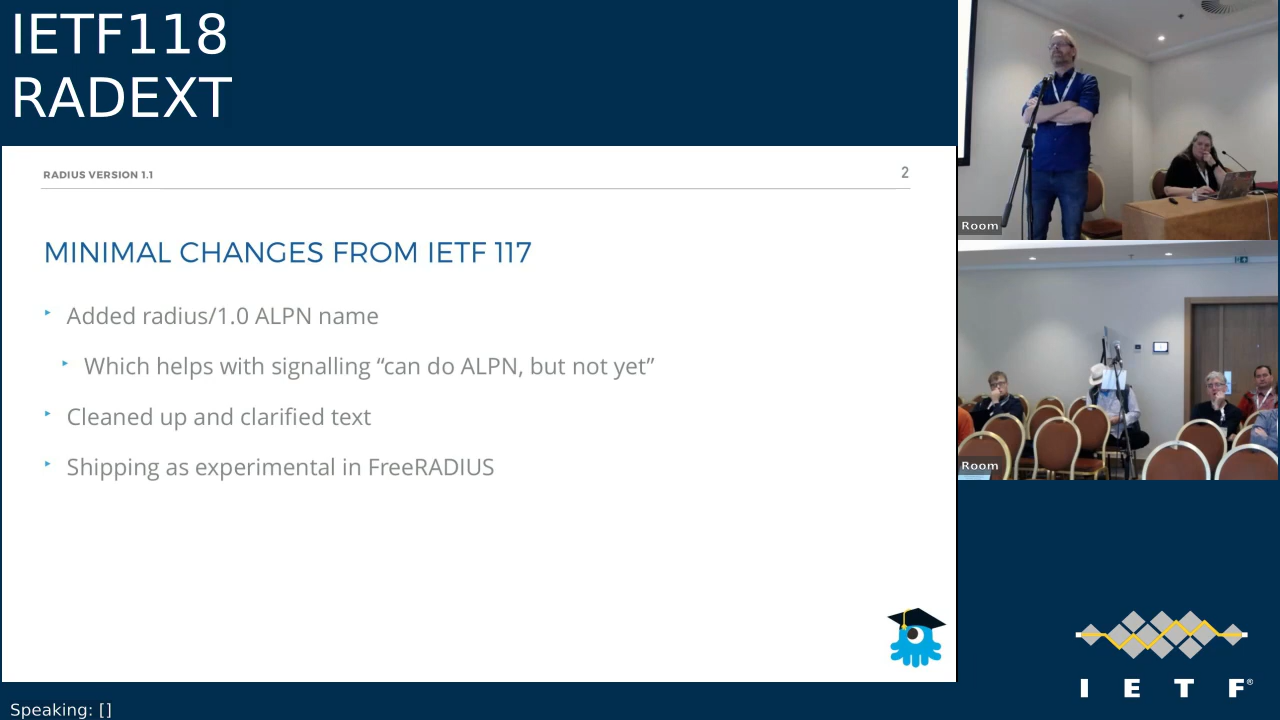 IETF118
RADEXT
RADIUS VERSION 1.1
2
MINIMAL CHANGES FROM IETF 117
Added radius/1.0 ALPN name
Which helps with signalling “can do ALPN, but not yet”
Cleaned up and clarified text
Shipping as experimental in FreeRADIUS
Room
Room
I E T F®
Speaking: []